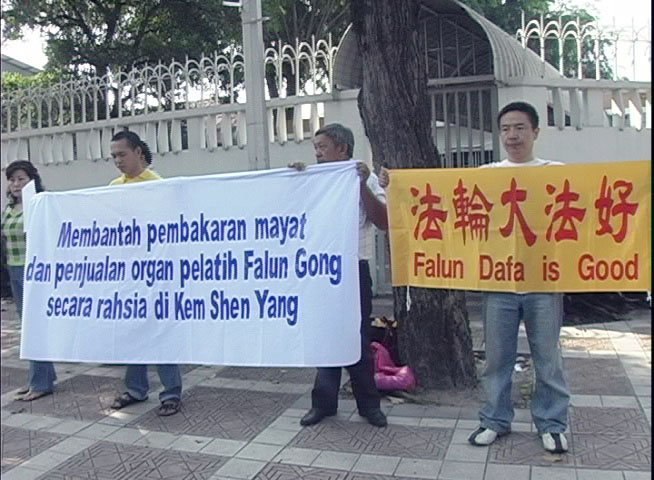 Membantah pembakaran mayat
dan penjualan organ pelatih Falun Gong
secara rahsia di Kem Shen Yang
法輪大法好
Falun Dafa is Good